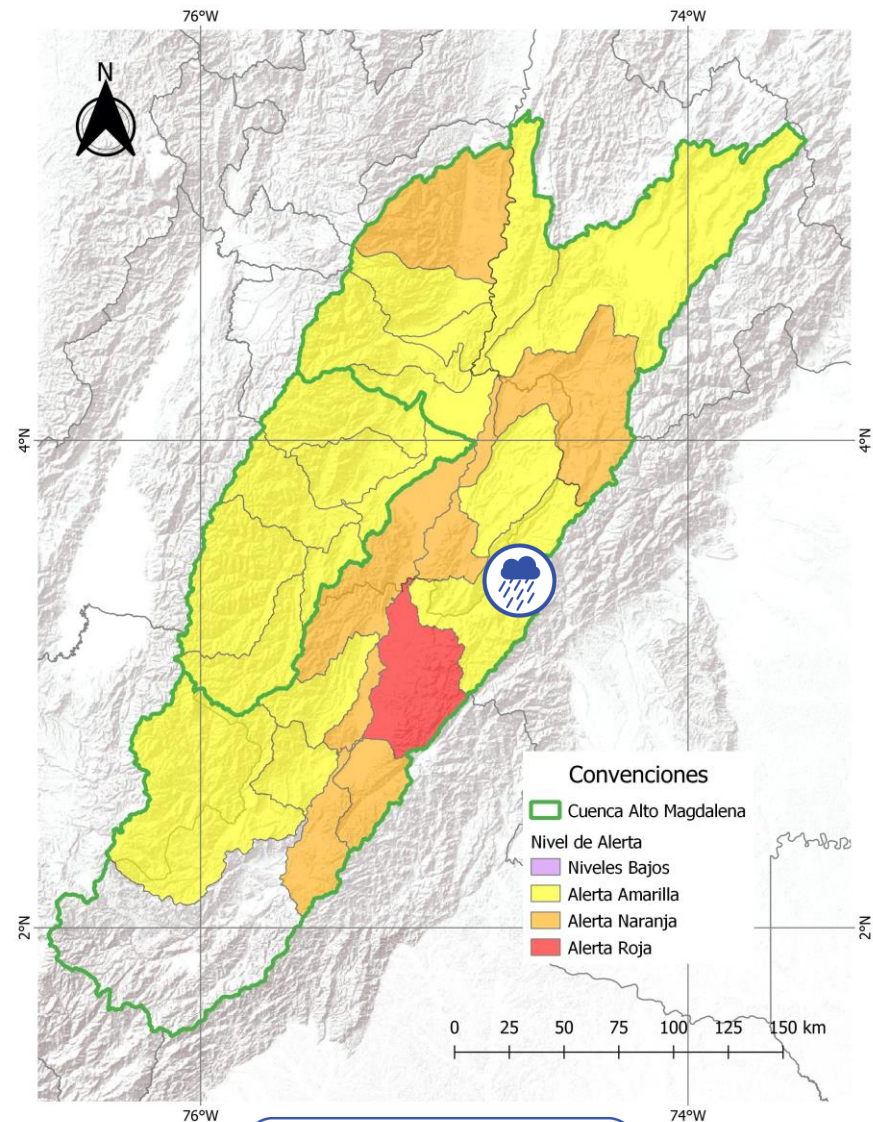 76°W 74°W
N
4°N 4°N
Convenciones
Cuenca Alto Magdalena
Nivel de Alerta
Niveles Bajos
Alerta Amarilla
Alerta Naranja
Alerta Roja
2°N 2°N
0 25 50 75 100 125 150 km
76°W 74°W